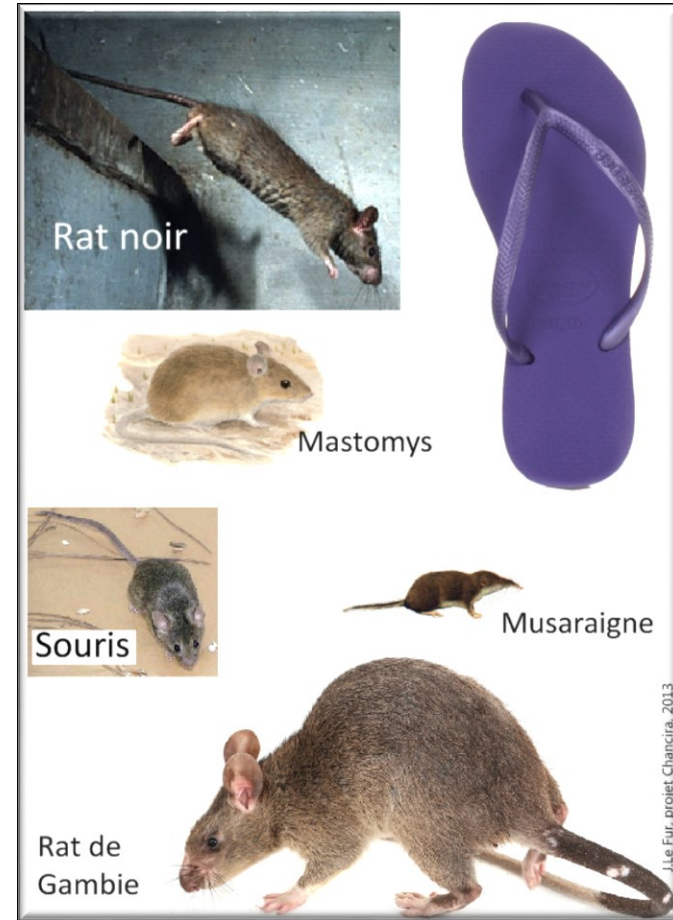 Rat noir
Mastomys
Souris
Musaraigne
Rat de
Gambie
J.Le Fur, projet Chancira, 2013